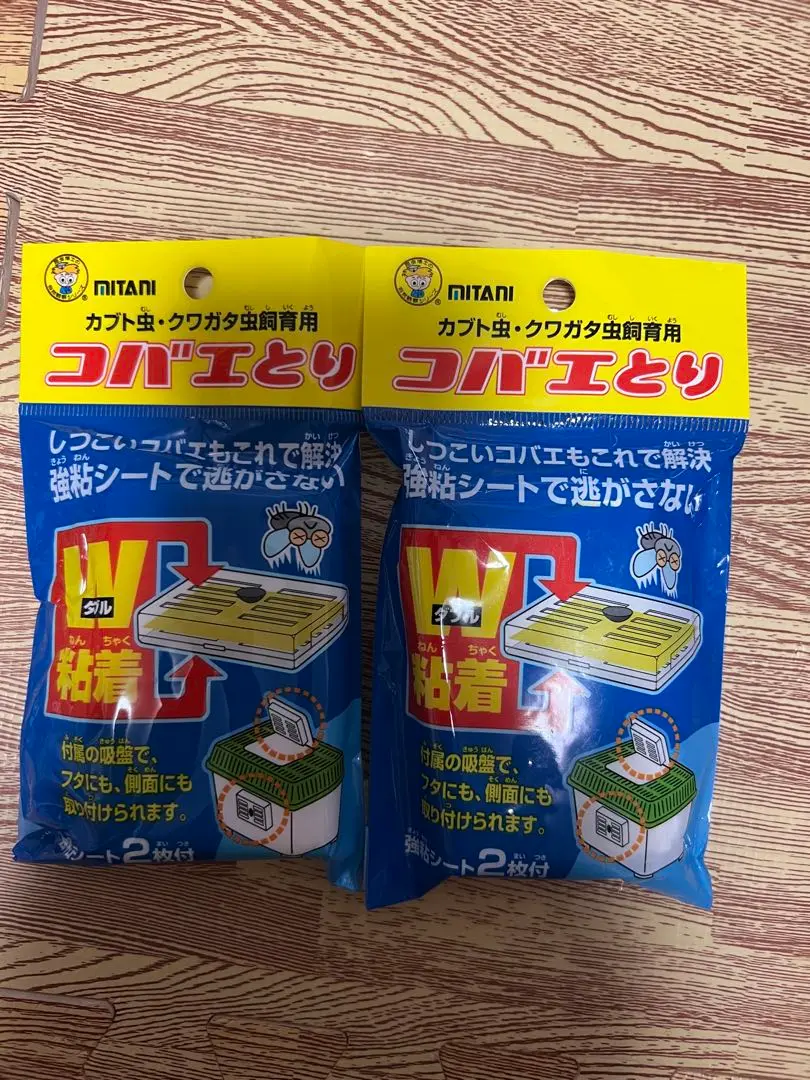 MITANI
カブト虫・クワガタ虫飼育用
コバエとり
しつこいコバエもこれで解決
強粘シートで逃がさない
W
ダブル
粘着
付属の吸盤で、
フタにも、側面にも
取り付けられます。
強粘シート2枚付
MITANI
カブト虫・クワガタ虫飼育用
コバエとり
しつこいコバエもこれで解決
強粘シートで逃がさない
W
ダブル
粘着
付属の吸盤で、
フタにも、側面にも
取り付けられます。
強粘シート2枚付